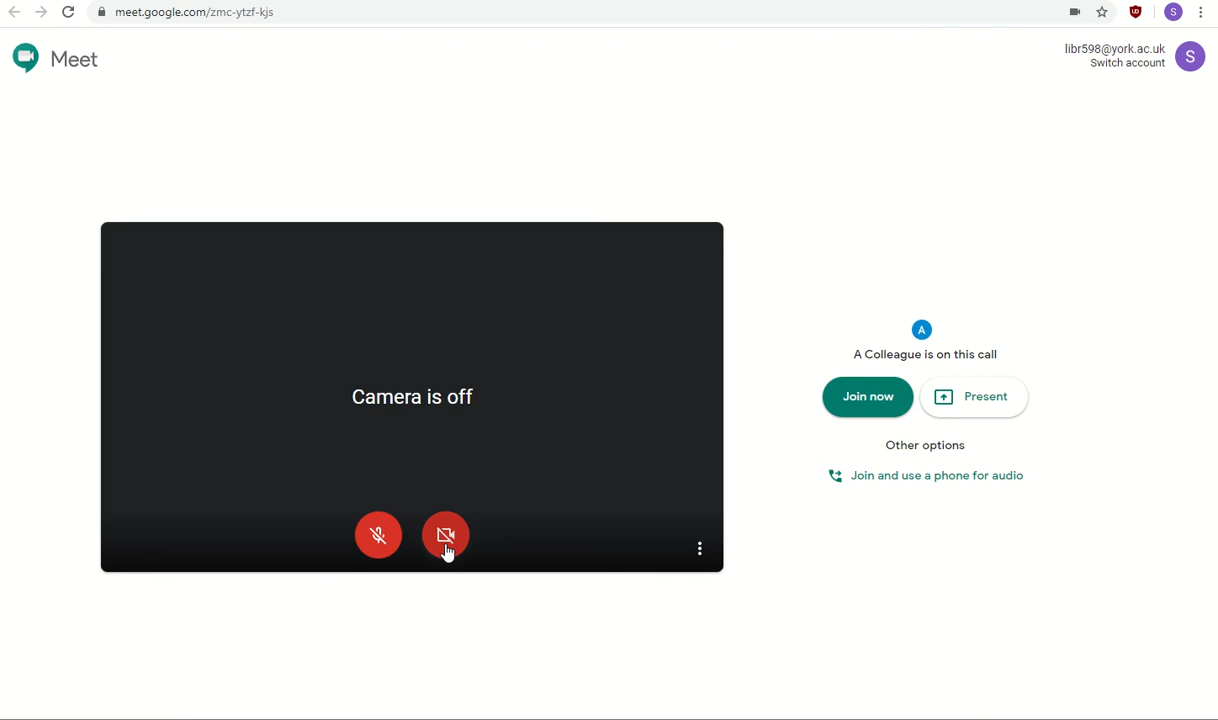 meet.google.com/zmc-ytzf-kjs
S
Meet
libr598@york.ac.uk
Switch account
S
Camera is off
A
A Colleague is on this call
Join now
Present
Other options
Join and use a phone for audio